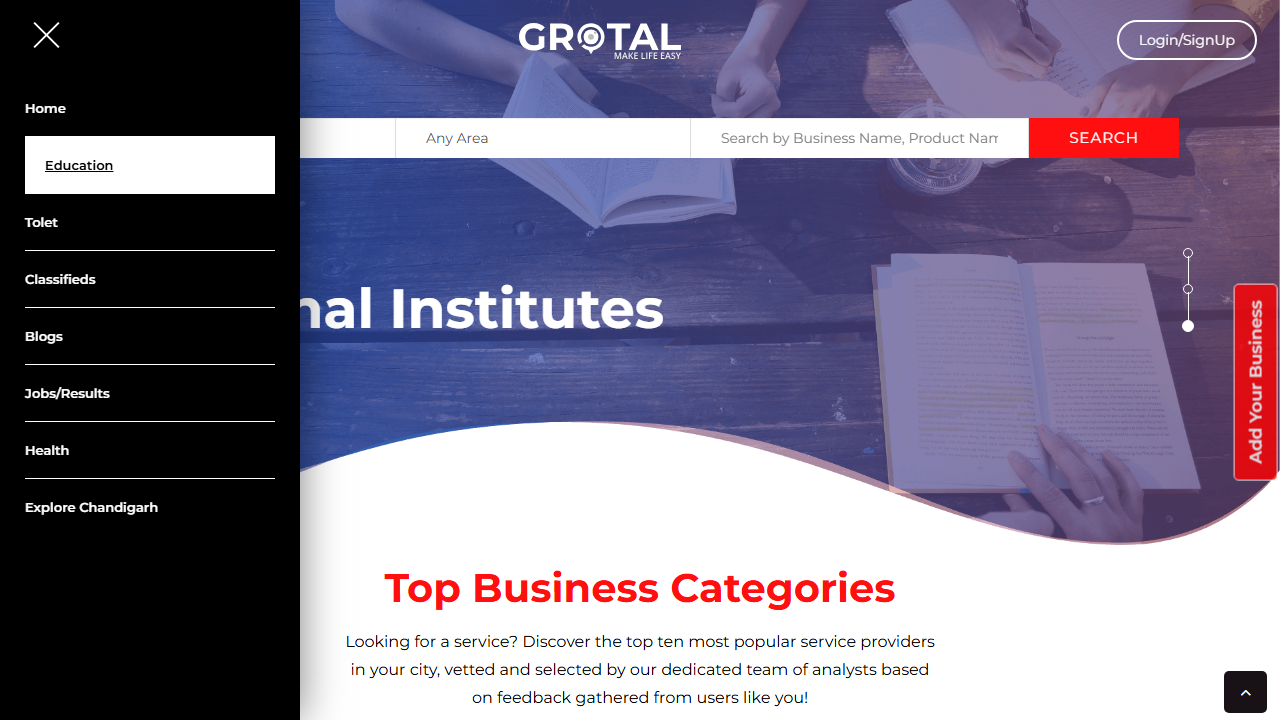 GROTAL
MAKE LIFE EASY
Login/SignUp
Home
Education
Tolet
Classifieds
Blogs
Jobs/Results
Health
Explore Chandigarh
Any Area
Search by Business Name, Product Nam
SEARCH
nal Institutes
Add Your Business
Top Business Categories
Looking for a service? Discover the top ten most popular service providers
in your city, vetted and selected by our dedicated team of analysts based
on feedback gathered from users like you!